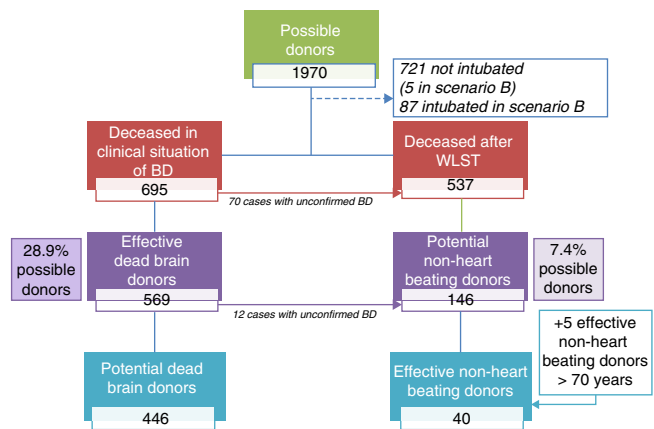 Possible
donors
1970
721 not intubated
(5 in scenario B)
87 intubated in scenario B
Deceased in
clinical situation
of BD
695
Deceased after
WLST
537
70 cases with unconfirmed BD
28.9%
possible
donors
Effective
dead brain
donors
569
Potential
non-heart
beating donors
146
7.4%
possible
donors
12 cases with unconfirmed BD
+5 effective
non-heart
beating donors
> 70 years
Potential dead
brain donors
446
Effective non-heart
beating donors
40